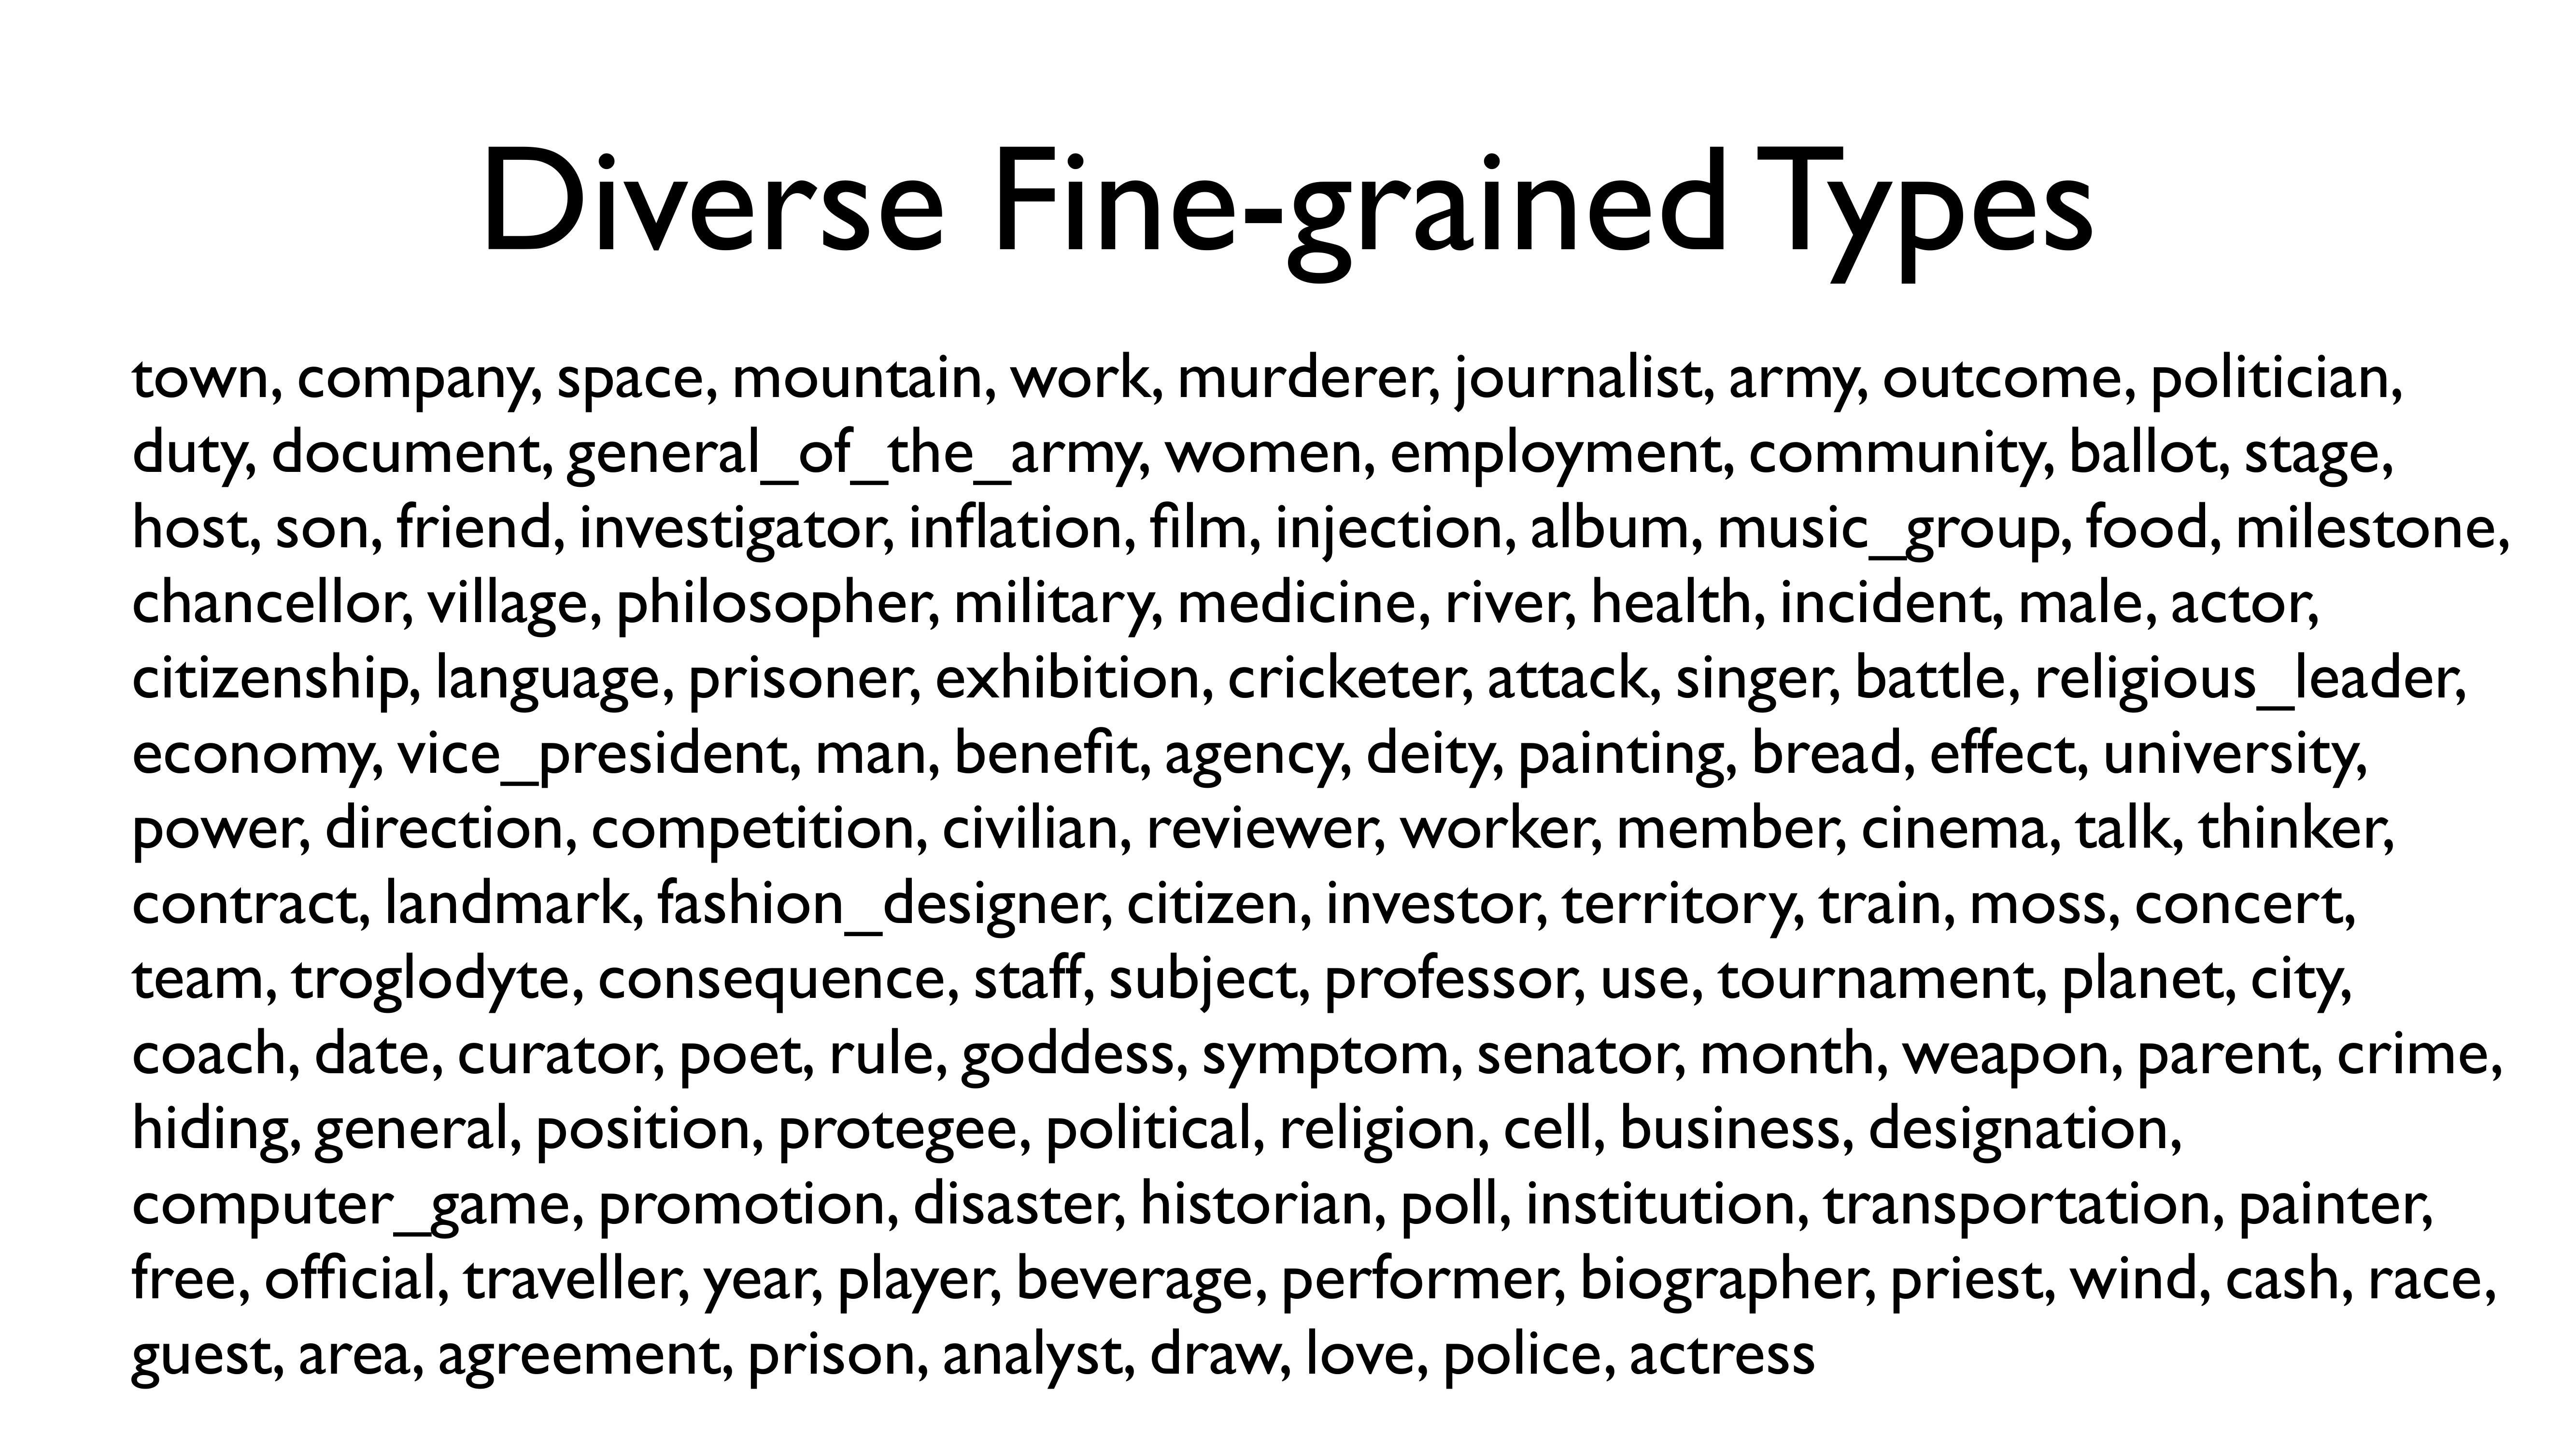 Diverse Fine-grained Types
town, company, space, mountain, work, murderer, journalist, army, outcome, politician,
duty, document, general_of_the_army, women, employment, community, ballot, stage,
host, son, friend, investigator, inflation, film, injection, album, music_group, food, milestone,
chancellor, village, philosopher, military, medicine, river, health, incident, male, actor,
citizenship, language, prisoner, exhibition, cricketer, attack, singer, battle, religious_leader,
economy, vice_president, man, benefit, agency, deity, painting, bread, effect, university,
power, direction, competition, civilian, reviewer, worker, member, cinema, talk, thinker,
contract, landmark, fashion_designer, citizen, investor, territory, train, moss, concert,
team, troglodyte, consequence, staff, subject, professor, use, tournament, planet, city,
coach, date, curator, poet, rule, goddess, symptom, senator, month, weapon, parent, crime,
hiding, general, position, protegee, political, religion, cell, business, designation,
computer_game, promotion, disaster, historian, poll, institution, transportation, painter,
free, official, traveller, year, player, beverage, performer, biographer, priest, wind, cash, race,
guest, area, agreement, prison, analyst, draw, love, police, actress